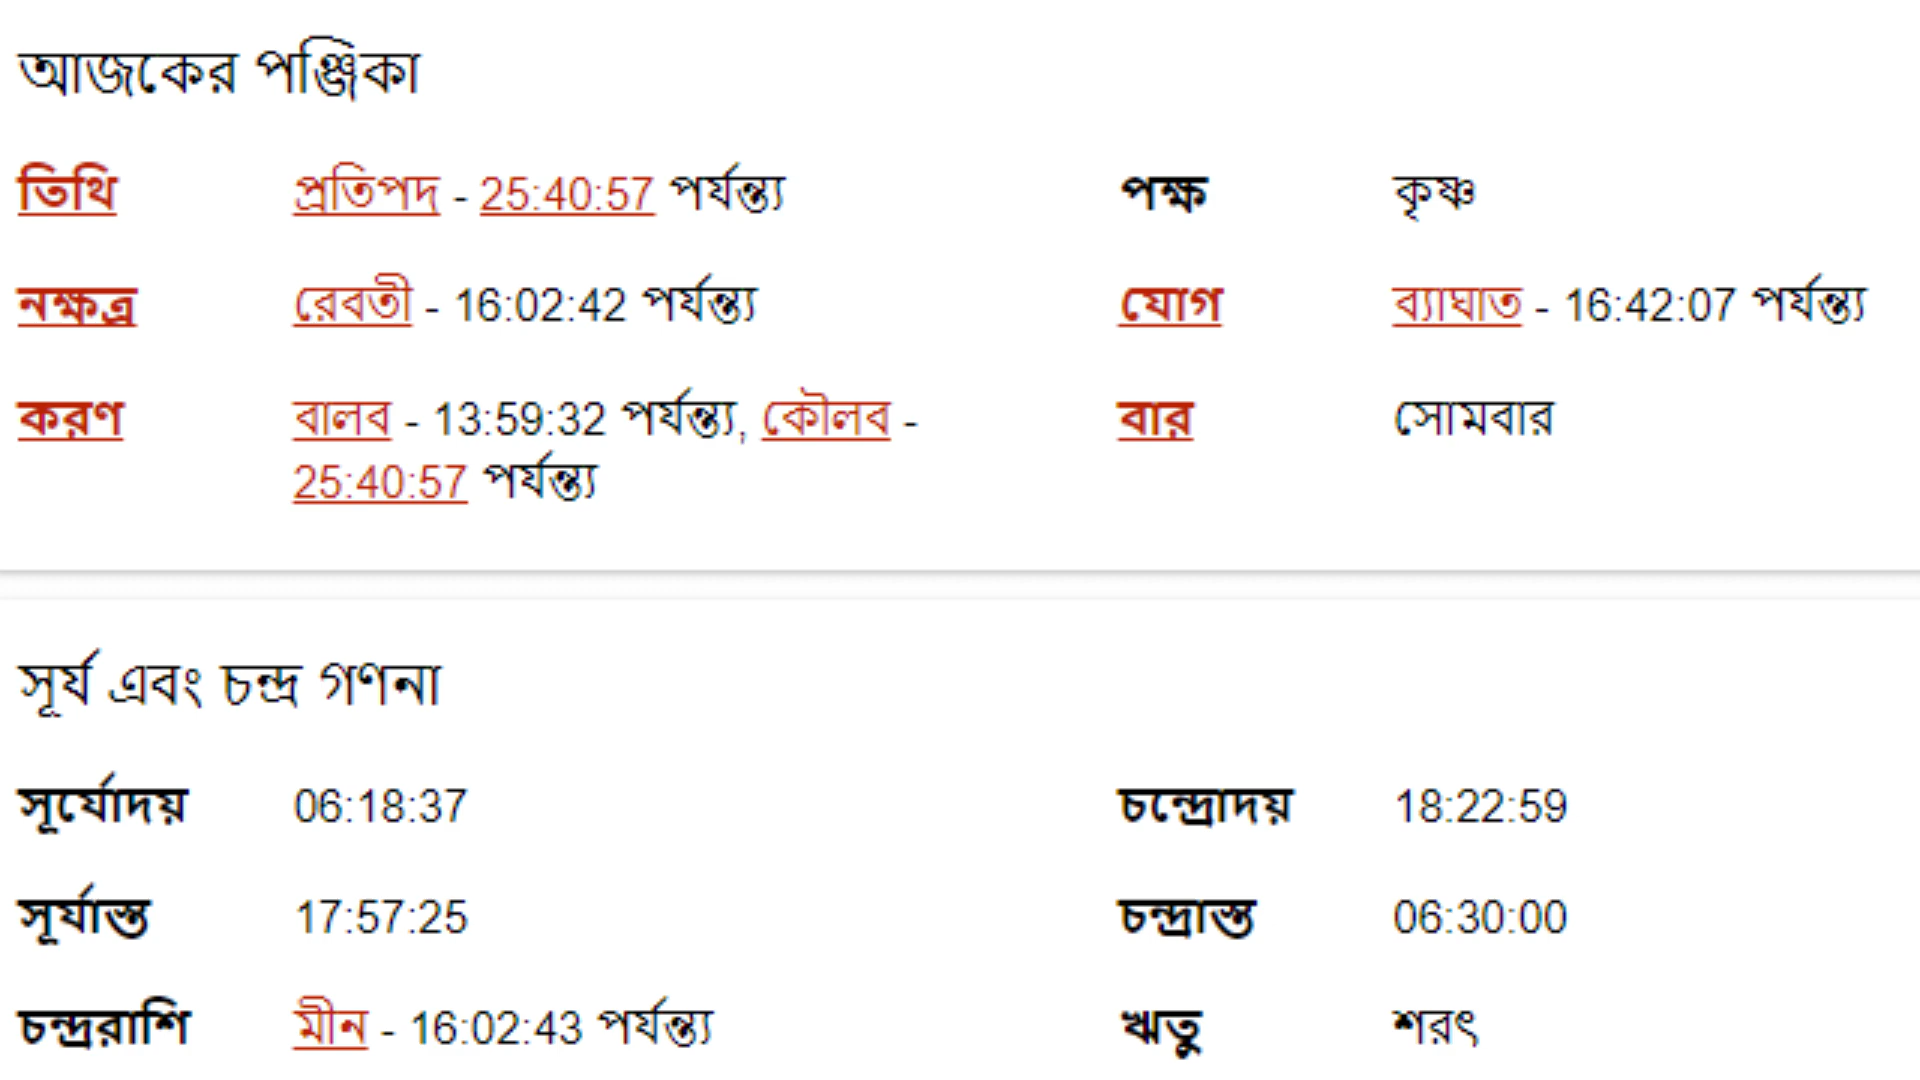 আজকের পঞ্জিকা
তিথি প্রতিপদ - 25:40:57 পর্যন্ত্য পক্ষ কৃষ্ণ
নক্ষত্র রেবতী - 16:02:42 পর্যন্ত্য যোগ ব্যাঘাত - 16:42:07 পর্যন্ত্য
করণ বালব - 13:59:32 পর্যন্ত্য, কৌলব - বার সোমবার
25:40:57 পর্যন্ত্য
সূর্য এবং চন্দ্র গণনা
সূর্যোদয় 06:18:37 চন্দ্রোদয় 18:22:59
সূর্যাস্ত 17:57:25 চন্দ্রাস্ত 06:30:00
চন্দ্ররাশি মীন - 16:02:43 পর্যন্ত্য ঋতু শরৎ